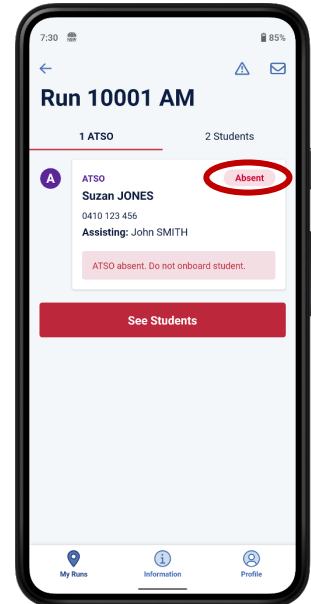 7:30 NSW 85%
Run 10001 AM
1 ATSO 2 Students
A ATSO Absent
Suzan JONES
0410 123 456
Assisting: John SMITH
ATSO absent. Do not onboard student.
See Students
My Runs Information Profile